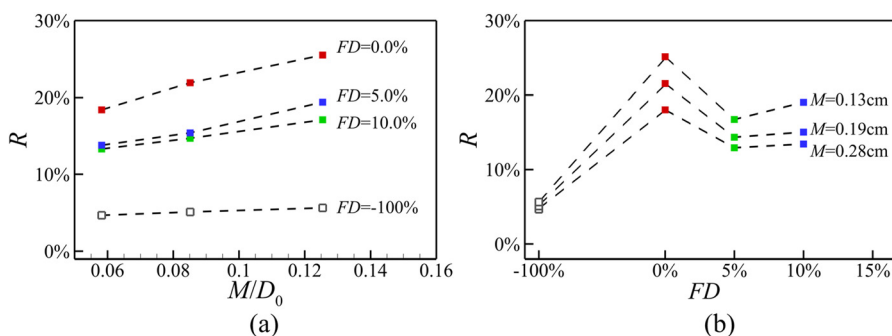 (a)
(b)
30%
20%
10%
0%
R
FD=0.0%
FD=5.0%
FD=10.0%
FD=-100%
0.06 0.08 0.1 0.12 0.14 0.16
M/D₀
(a)
30%
20%
10%
0%
R
M=0.13cm
M=0.19cm
M=0.28cm
-100% 0% 5% 10% 15%
FD
(b)